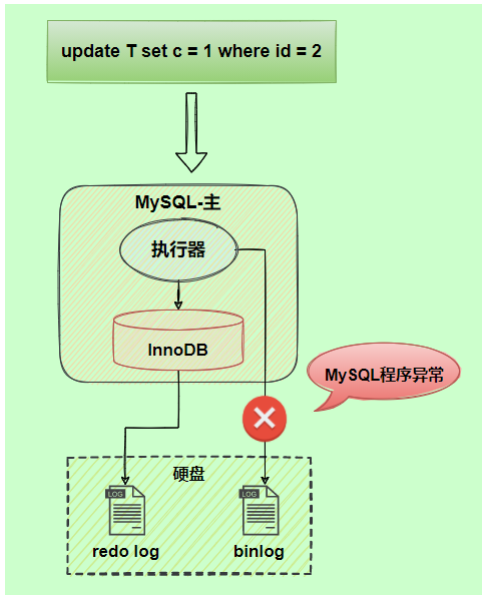 update T set c = 1 where id = 2
MySQL-主
执行器
InnoDB
MySQL程序异常
硬盘
LOG
LOG
redo log
binlog